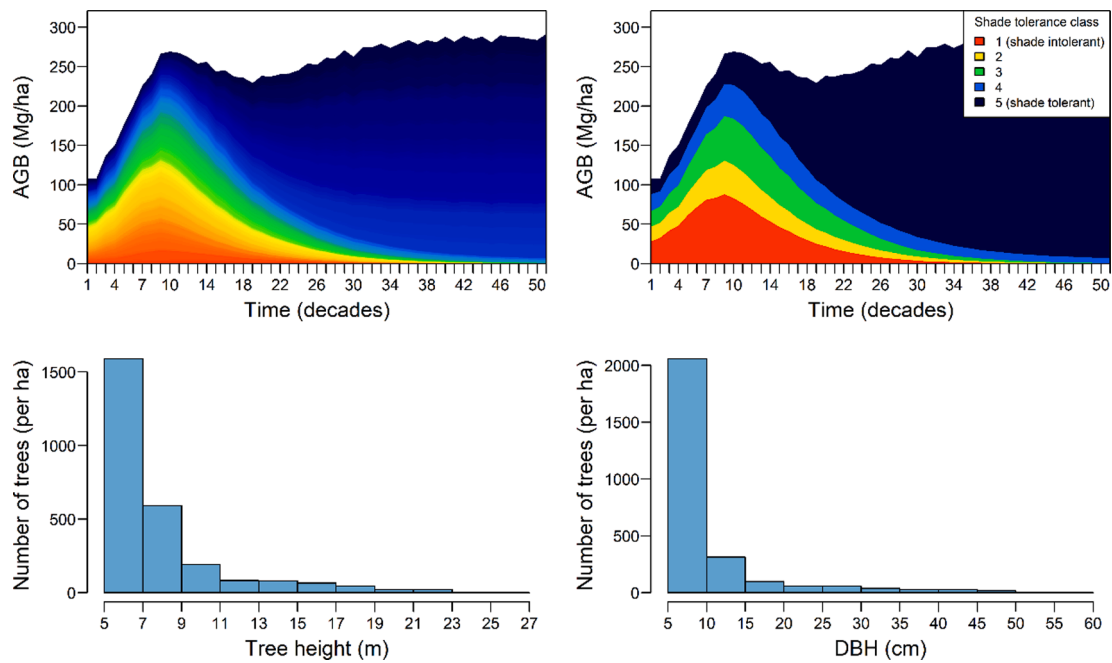 300
250
200
150
100
50
0
AGB (Mg/ha)
1 4 7 10 14 18 22 26 30 34 38 42 46 50
Time (decades)
300
250
200
150
100
50
0
AGB (Mg/ha)
Shade tolerance class
1 (shade intolerant)
2
3
4
5 (shade tolerant)
1 4 7 10 14 18 22 26 30 34 38 42 46 50
Time (decades)
1500
1000
500
0
Number of trees (per ha)
5 7 9 11 13 15 17 19 21 23 25 27
Tree height (m)
2000
1500
1000
500
0
Number of trees (per ha)
5 10 15 20 25 30 35 40 45 50 60
DBH (cm)